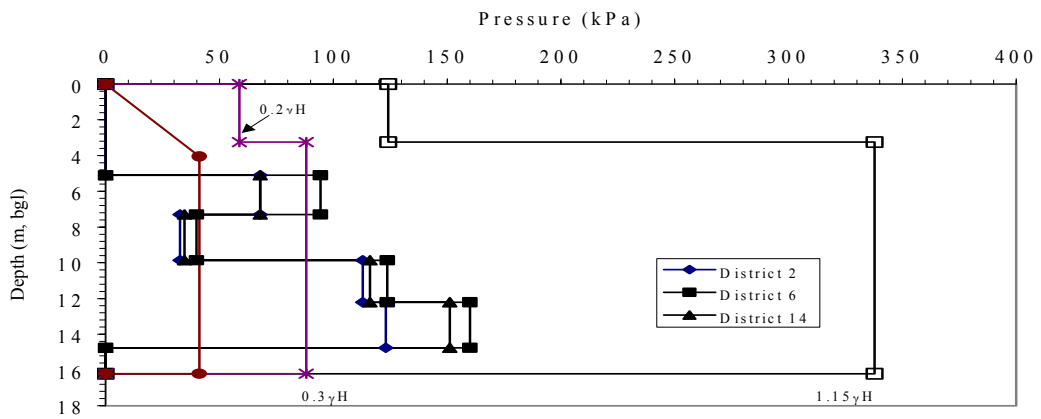 Pressure (kPa)
0 50 100 150 200 250 300 350 400
0
2
4
6
8
10
12
14
16
18
Depth (m, bgl)
0.2γH
District 2
District 6
District 14
0.3γH
1.15γH